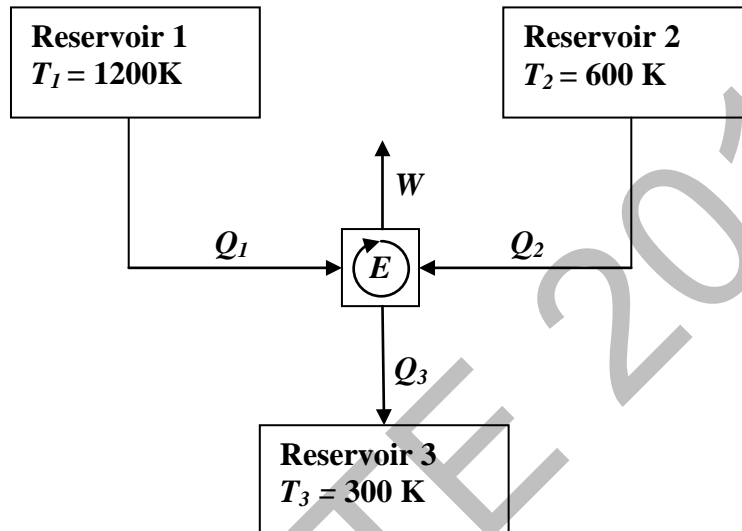 Reservoir 1
T₁ = 1200K
Reservoir 2
T₂ = 600 K
W
Q₁
E
Q₂
Q₃
Reservoir 3
T₃ = 300 K